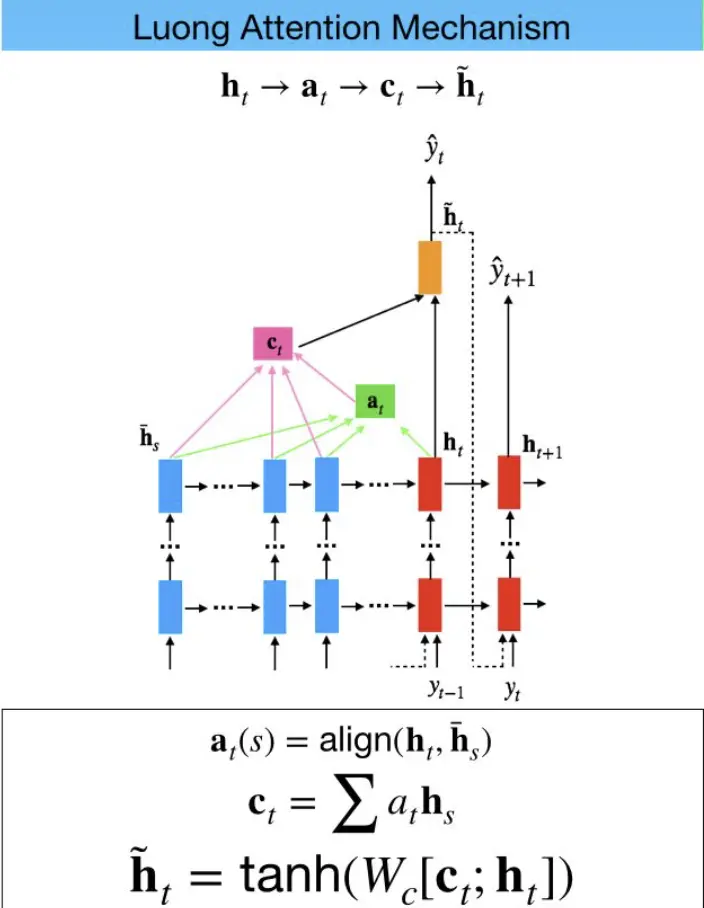 Luong Attention Mechanism
𝐡ₜ → 𝐚ₜ → 𝐜ₜ → 𝐡̃ₜ
ŷₜ
𝐡̃ₜ
ŷₜ₊₁
𝐜ₜ
𝐚ₜ
𝐡̄ₛ
𝐡ₜ
𝐡ₜ₊₁
... ...
... ... ... ... ...
... ...
yₜ₋₁ yₜ
𝐚ₜ(s) = align(𝐡ₜ, 𝐡̄ₛ)
𝐜ₜ = ∑ aₜ𝐡ₛ
𝐡̃ₜ = tanh(W_c[𝐜ₜ; 𝐡ₜ])